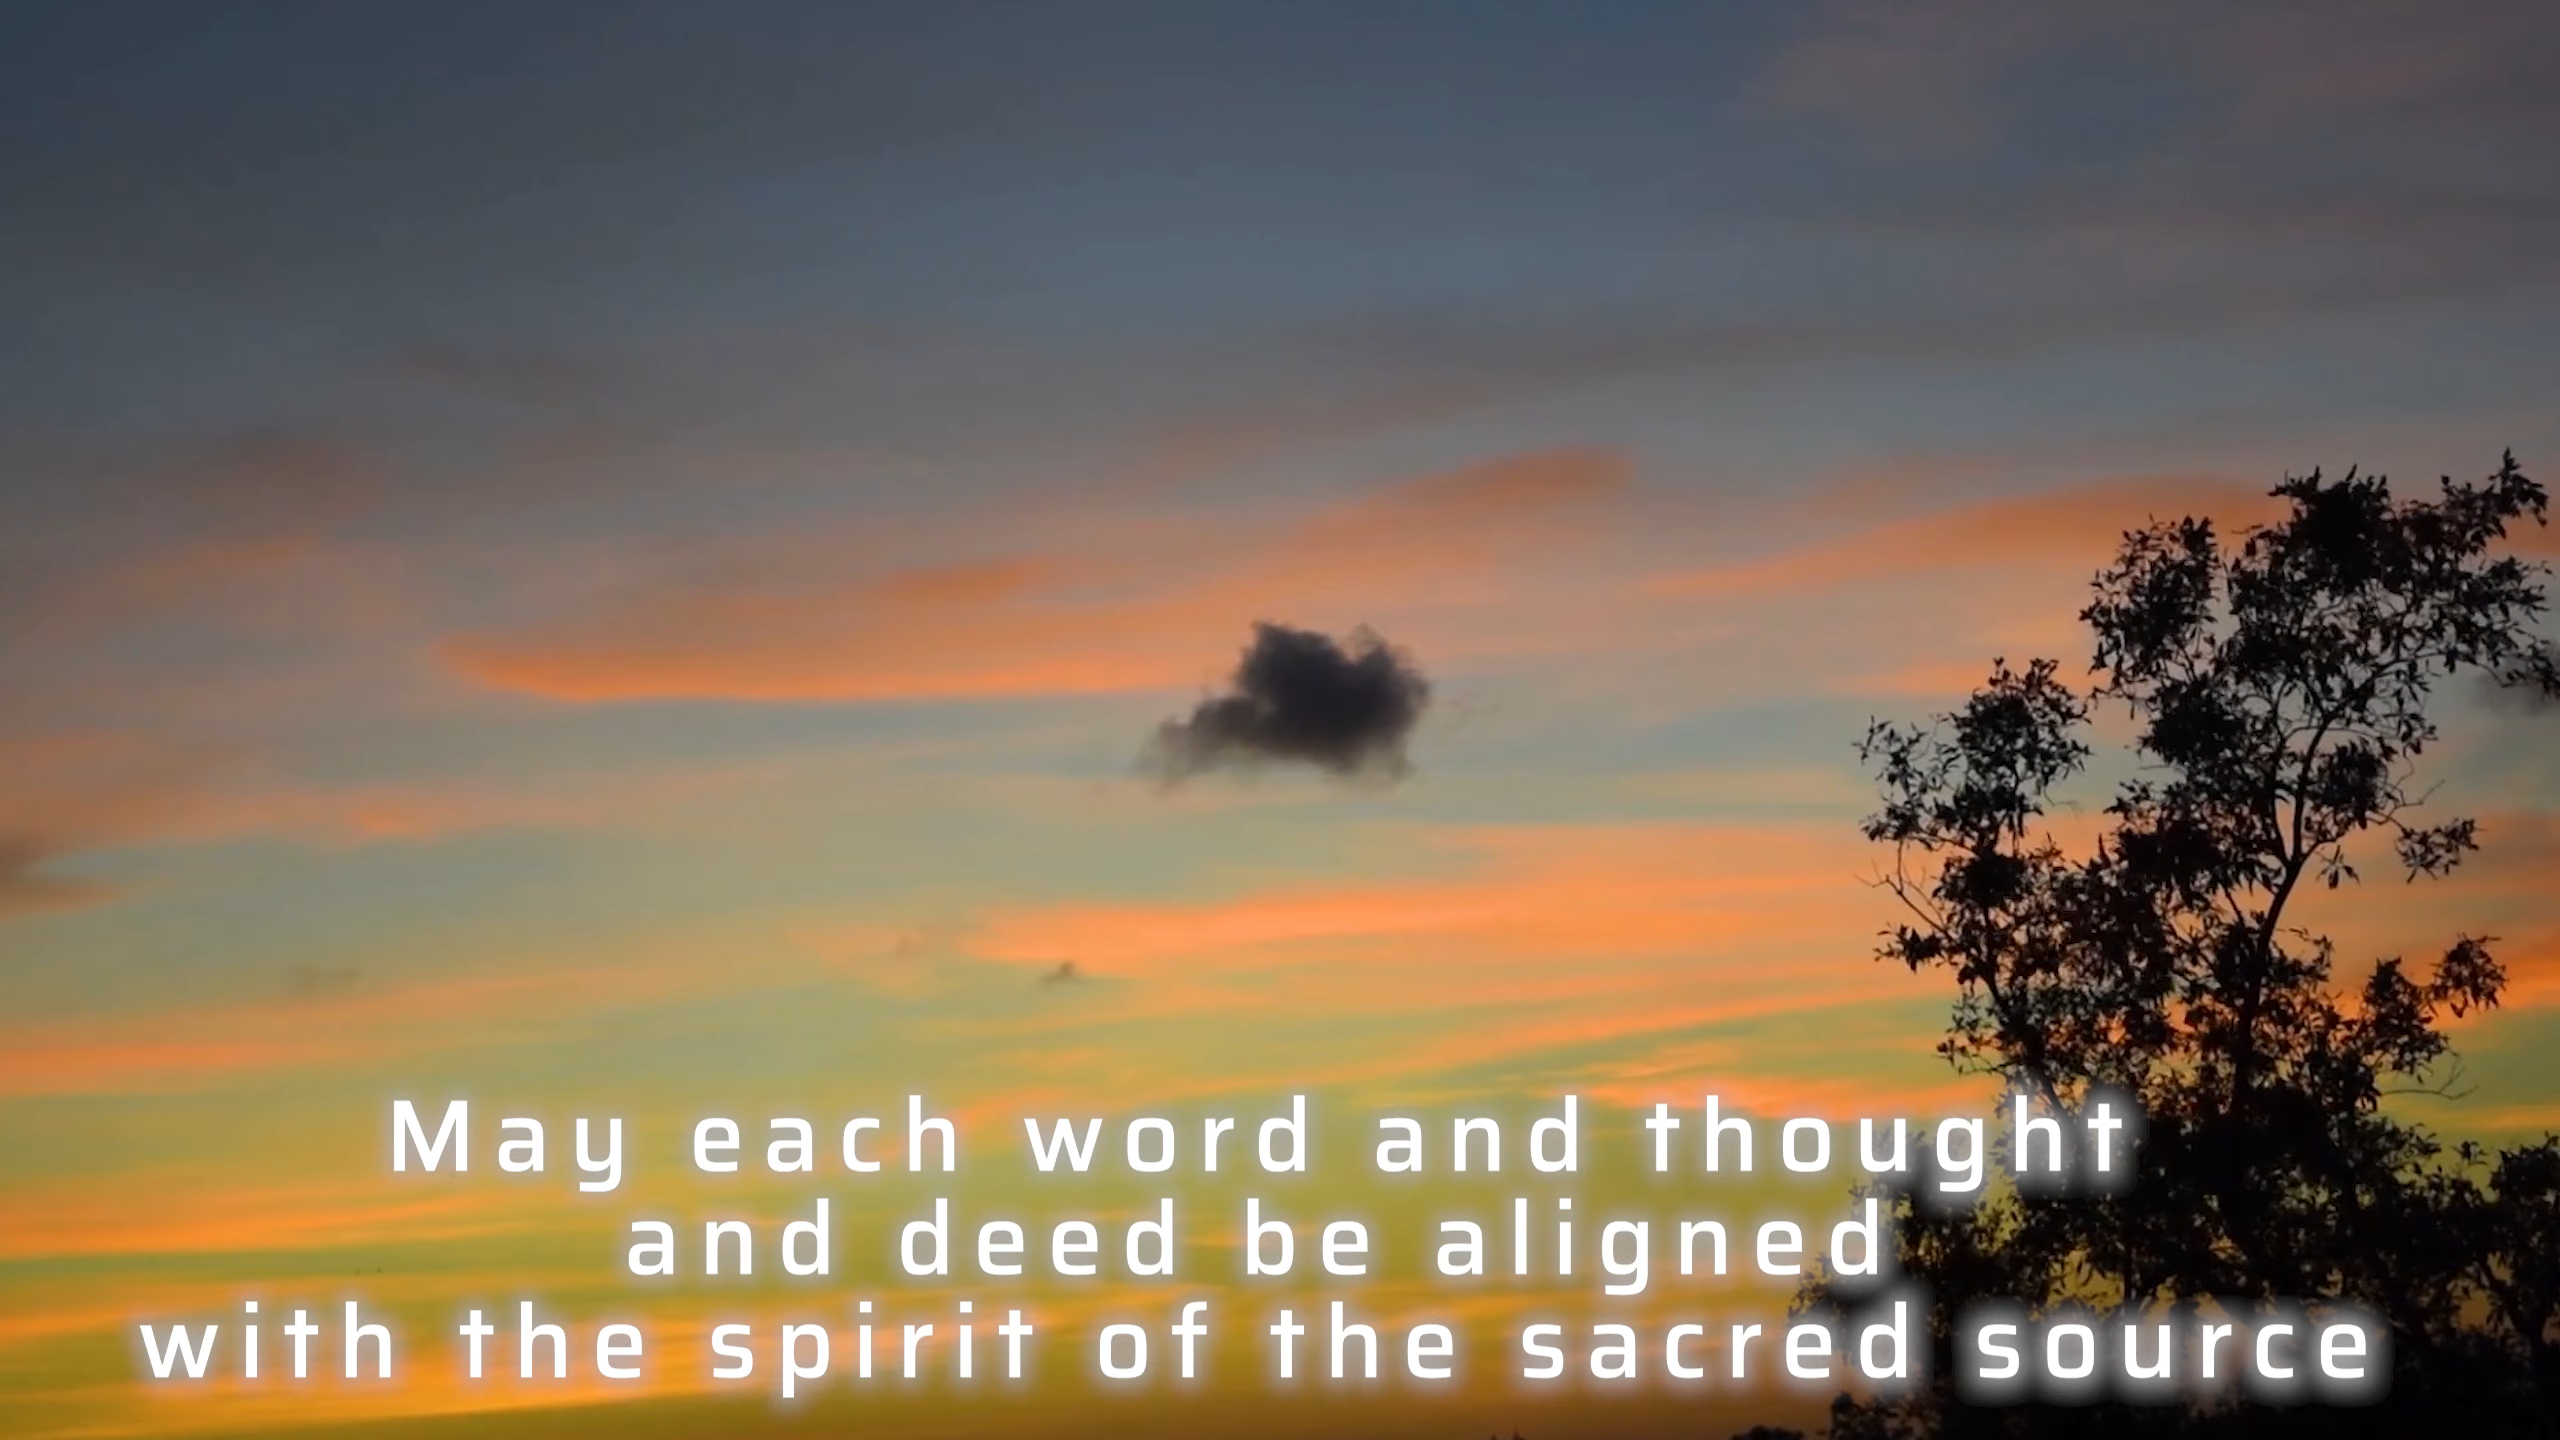 May each word and thought
and deed be aligned
with the spirit of the sacred source